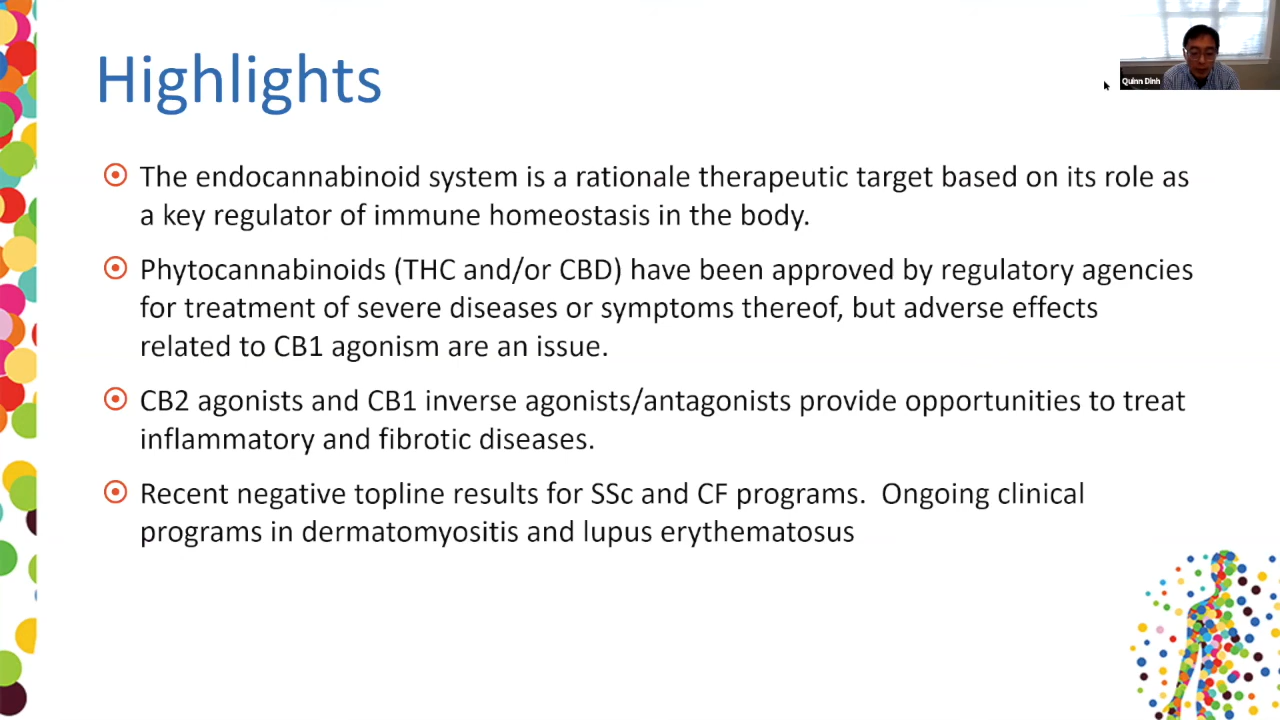 Highlights
Quinn Dinh
The endocannabinoid system is a rationale therapeutic target based on its role as
a key regulator of immune homeostasis in the body.
Phytocannabinoids (THC and/or CBD) have been approved by regulatory agencies
for treatment of severe diseases or symptoms thereof, but adverse effects
related to CB1 agonism are an issue.
CB2 agonists and CB1 inverse agonists/antagonists provide opportunities to treat
inflammatory and fibrotic diseases.
Recent negative topline results for SSc and CF programs.  Ongoing clinical
programs in dermatomyositis and lupus erythematosus